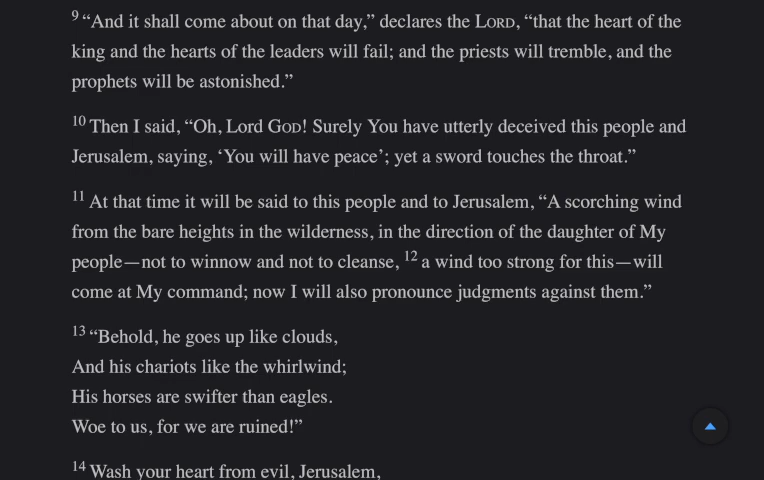 9 “And it shall come about on that day,” declares the LORD, “that the heart of the
king and the hearts of the leaders will fail; and the priests will tremble, and the
prophets will be astonished.”
10 Then I said, “Oh, Lord GOD! Surely You have utterly deceived this people and
Jerusalem, saying, ‘You will have peace’; yet a sword touches the throat.”
11 At that time it will be said to this people and to Jerusalem, “A scorching wind
from the bare heights in the wilderness, in the direction of the daughter of My
people—not to winnow and not to cleanse, 12 a wind too strong for this—will
come at My command; now I will also pronounce judgments against them.”
13 “Behold, he goes up like clouds,
And his chariots like the whirlwind;
His horses are swifter than eagles.
Woe to us, for we are ruined!”
14 Wash your heart from evil, Jerusalem,